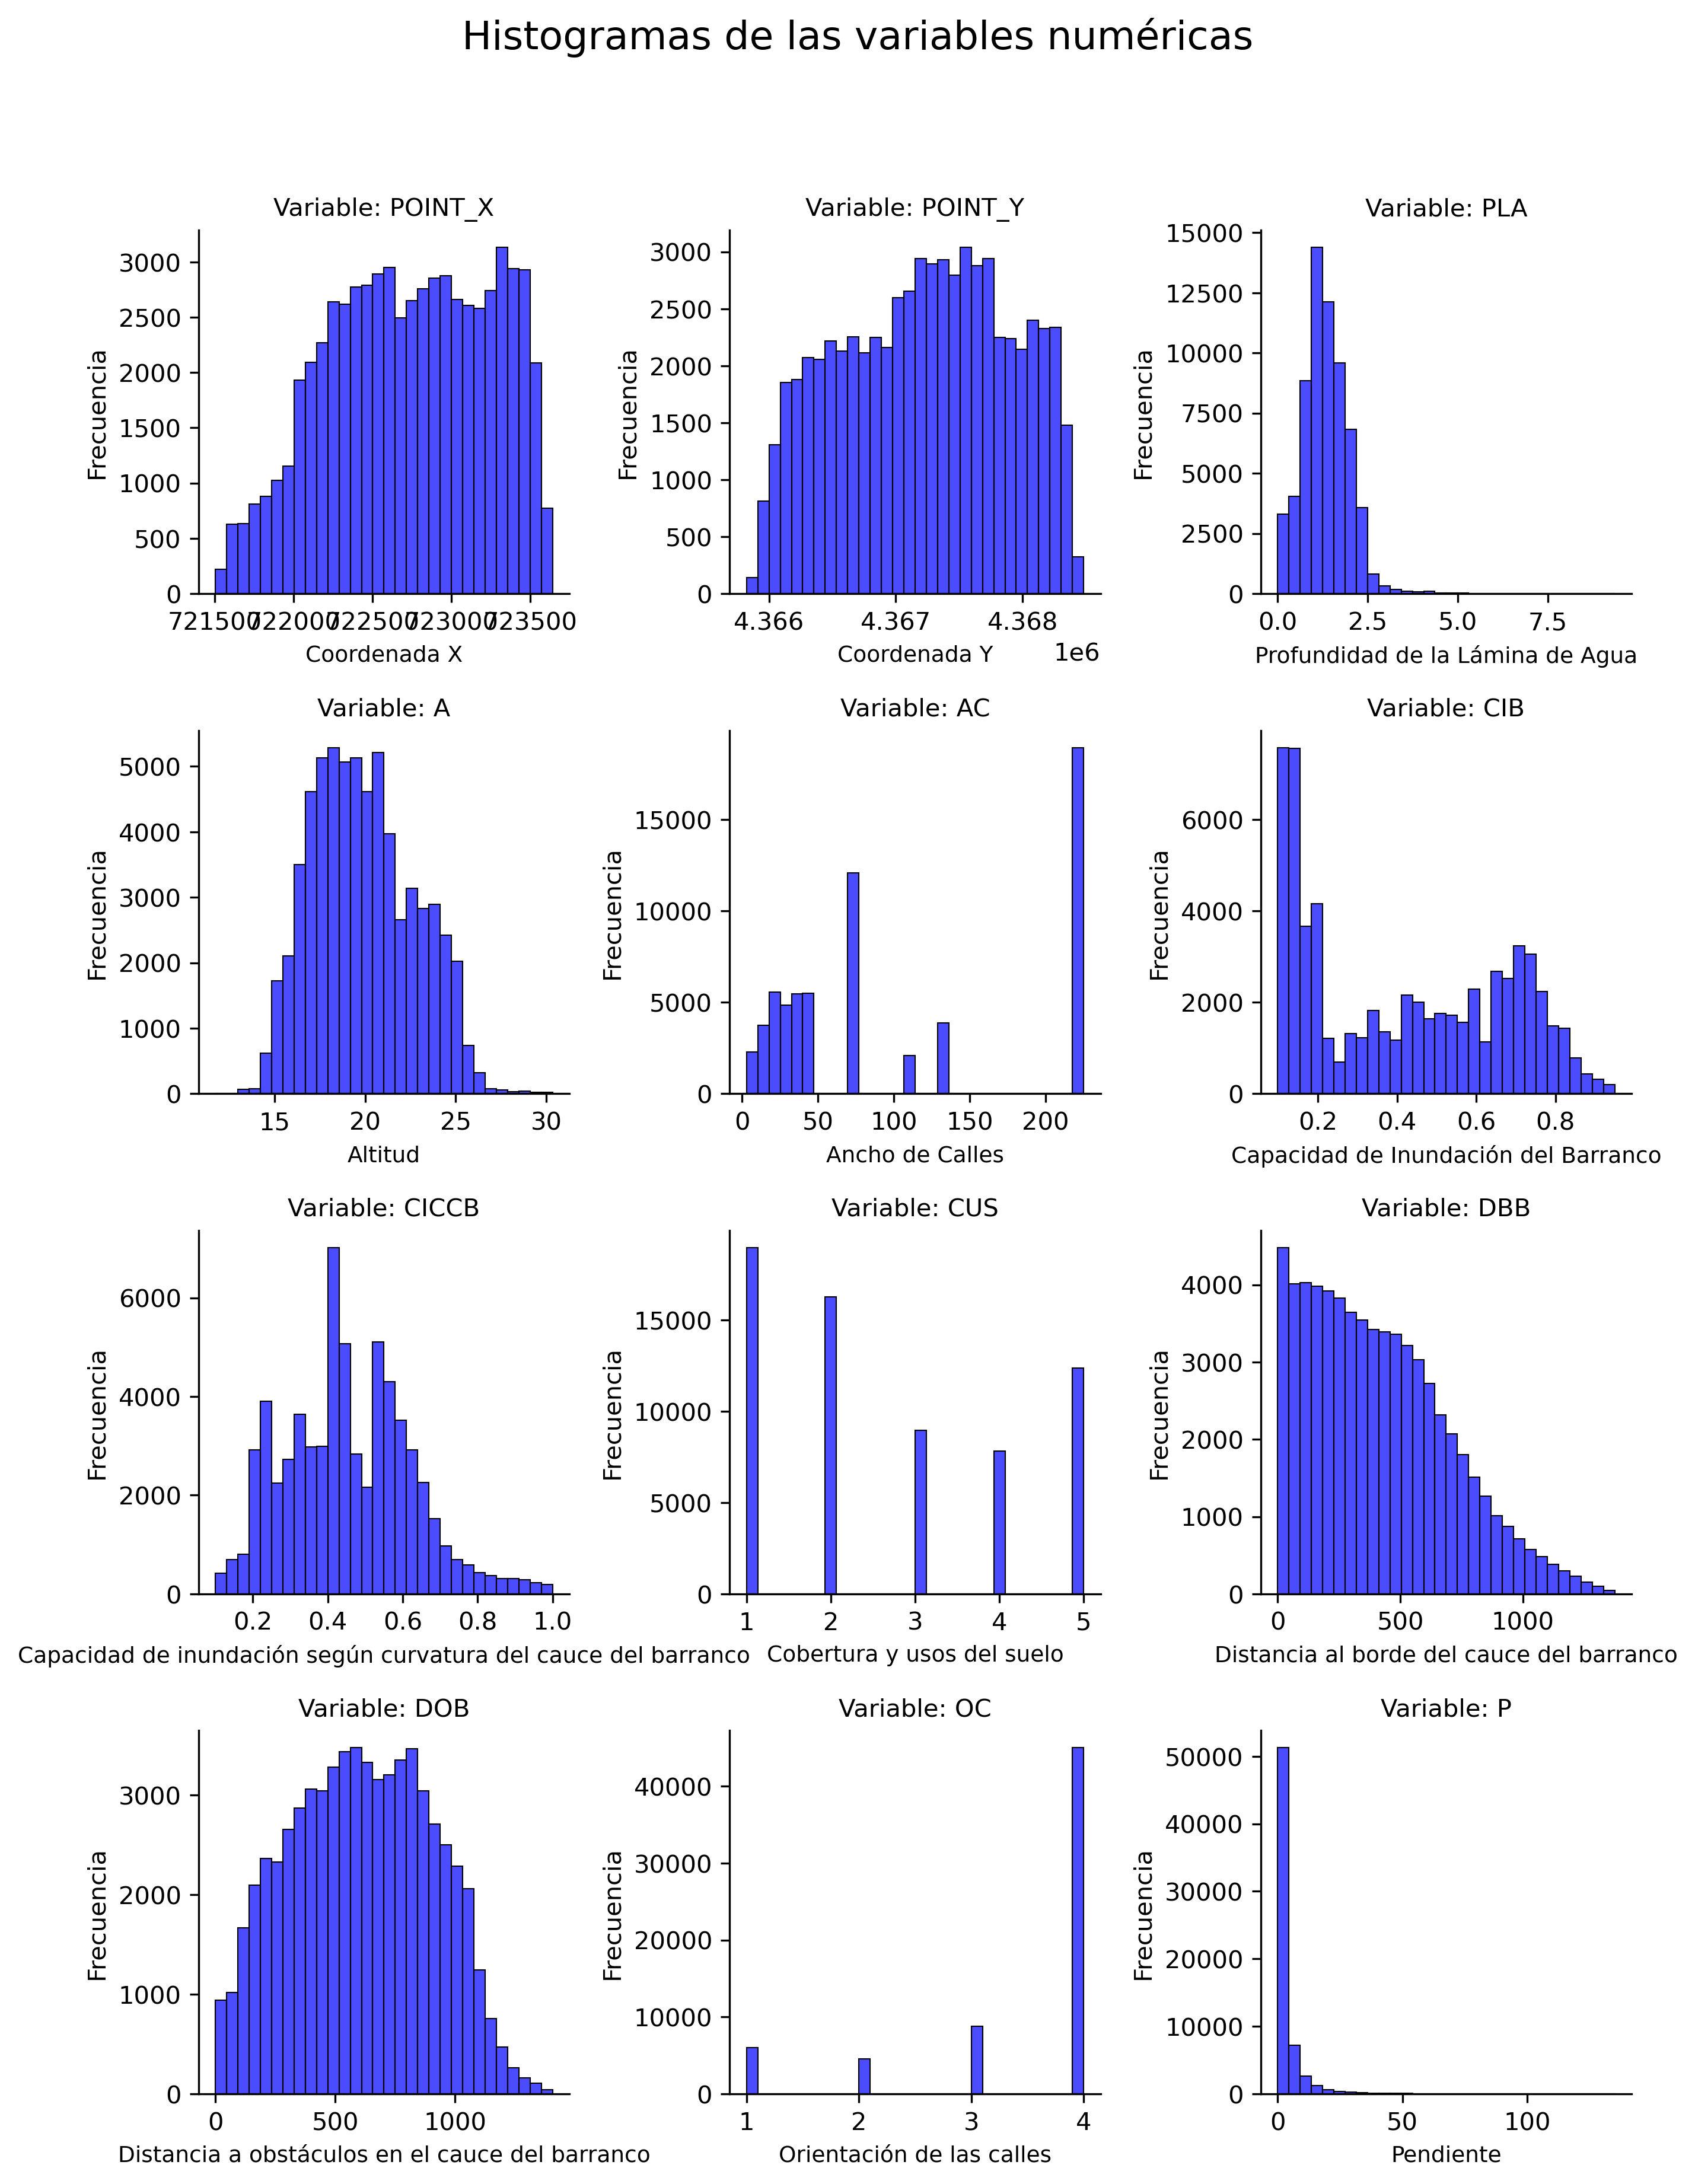 Histogramas de las variables numéricas
Variable: POINT_X
Frecuencia
3000
2500
2000
1500
1000
500
0
721500 722000 722500 723000 723500
Coordenada X
Variable: POINT_Y
Frecuencia
3000
2500
2000
1500
1000
500
0
4.366 4.367 4.368
1e6
Coordenada Y
Variable: PLA
Frecuencia
15000
12500
10000
7500
5000
2500
0
0.0 2.5 5.0 7.5
Profundidad de la Lámina de Agua
Variable: A
Frecuencia
5000
4000
3000
2000
1000
0
15 20 25 30
Altitud
Variable: AC
Frecuencia
15000
10000
5000
0
0 50 100 150 200
Ancho de Calles
Variable: CIB
Frecuencia
6000
4000
2000
0
0.2 0.4 0.6 0.8
Capacidad de Inundación del Barranco
Variable: CICCB
Frecuencia
6000
4000
2000
0
0.2 0.4 0.6 0.8 1.0
Capacidad de inundación según curvatura del cauce del barranco
Variable: CUS
Frecuencia
15000
10000
5000
0
1 2 3 4 5
Cobertura y usos del suelo
Variable: DBB
Frecuencia
4000
3000
2000
1000
0
0 500 1000
Distancia al borde del cauce del barranco
Variable: DOB
Frecuencia
3000
2000
1000
0
0 500 1000
Distancia a obstáculos en el cauce del barranco
Variable: OC
Frecuencia
40000
30000
20000
10000
0
1 2 3 4
Orientación de las calles
Variable: P
Frecuencia
50000
40000
30000
20000
10000
0
0 50 100
Pendiente